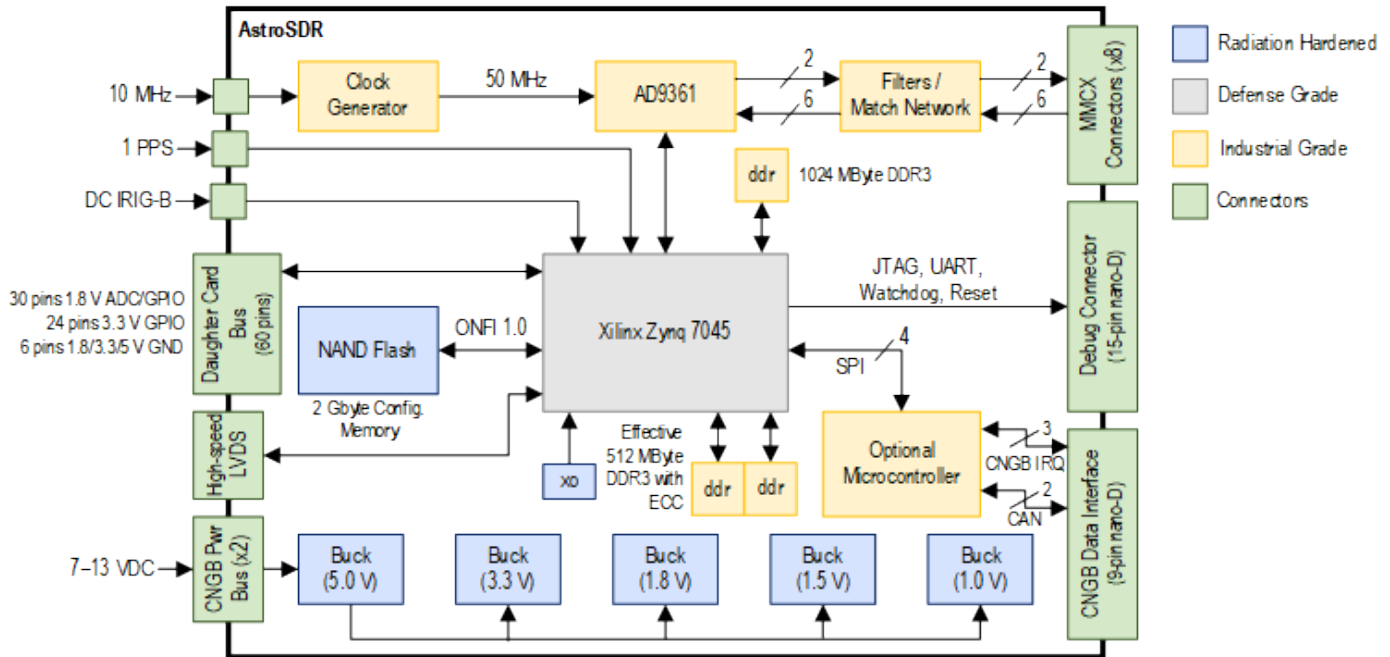 AstroSDR
10 MHz
Clock
Generator
50 MHz
AD9361
2
6
Filters /
Match Network
2
6
MMCX
Connectors (x8)
Radiation Hardened
Defense Grade
Industrial Grade
Connectors
1 PPS
DC IRIG-B
ddr
1024 MByte DDR3
30 pins 1.8 V ADC/GPIO
24 pins 3.3 V GPIO
6 pins 1.8/3.3/5 V GND
Daughter Card
Bus
(60 pins)
NAND Flash
2 Gbyte Config.
Memory
ONFI 1.0
Xilinx Zynq 7045
JTAG, UART,
Watchdog, Reset
Debug Connector
(15-pin nano-D)
4
SPI
High-speed
LVDS
xo
Effective
512 MByte
DDR3 with
ECC
ddr
ddr
Optional
Microcontroller
3
CNGB IRQ
2
CAN
CNGB Data Interface
(9-pin nano-D)
7–13 VDC
CNGB Pwr
Bus (x2)
Buck
(5.0 V)
Buck
(3.3 V)
Buck
(1.8 V)
Buck
(1.5 V)
Buck
(1.0 V)